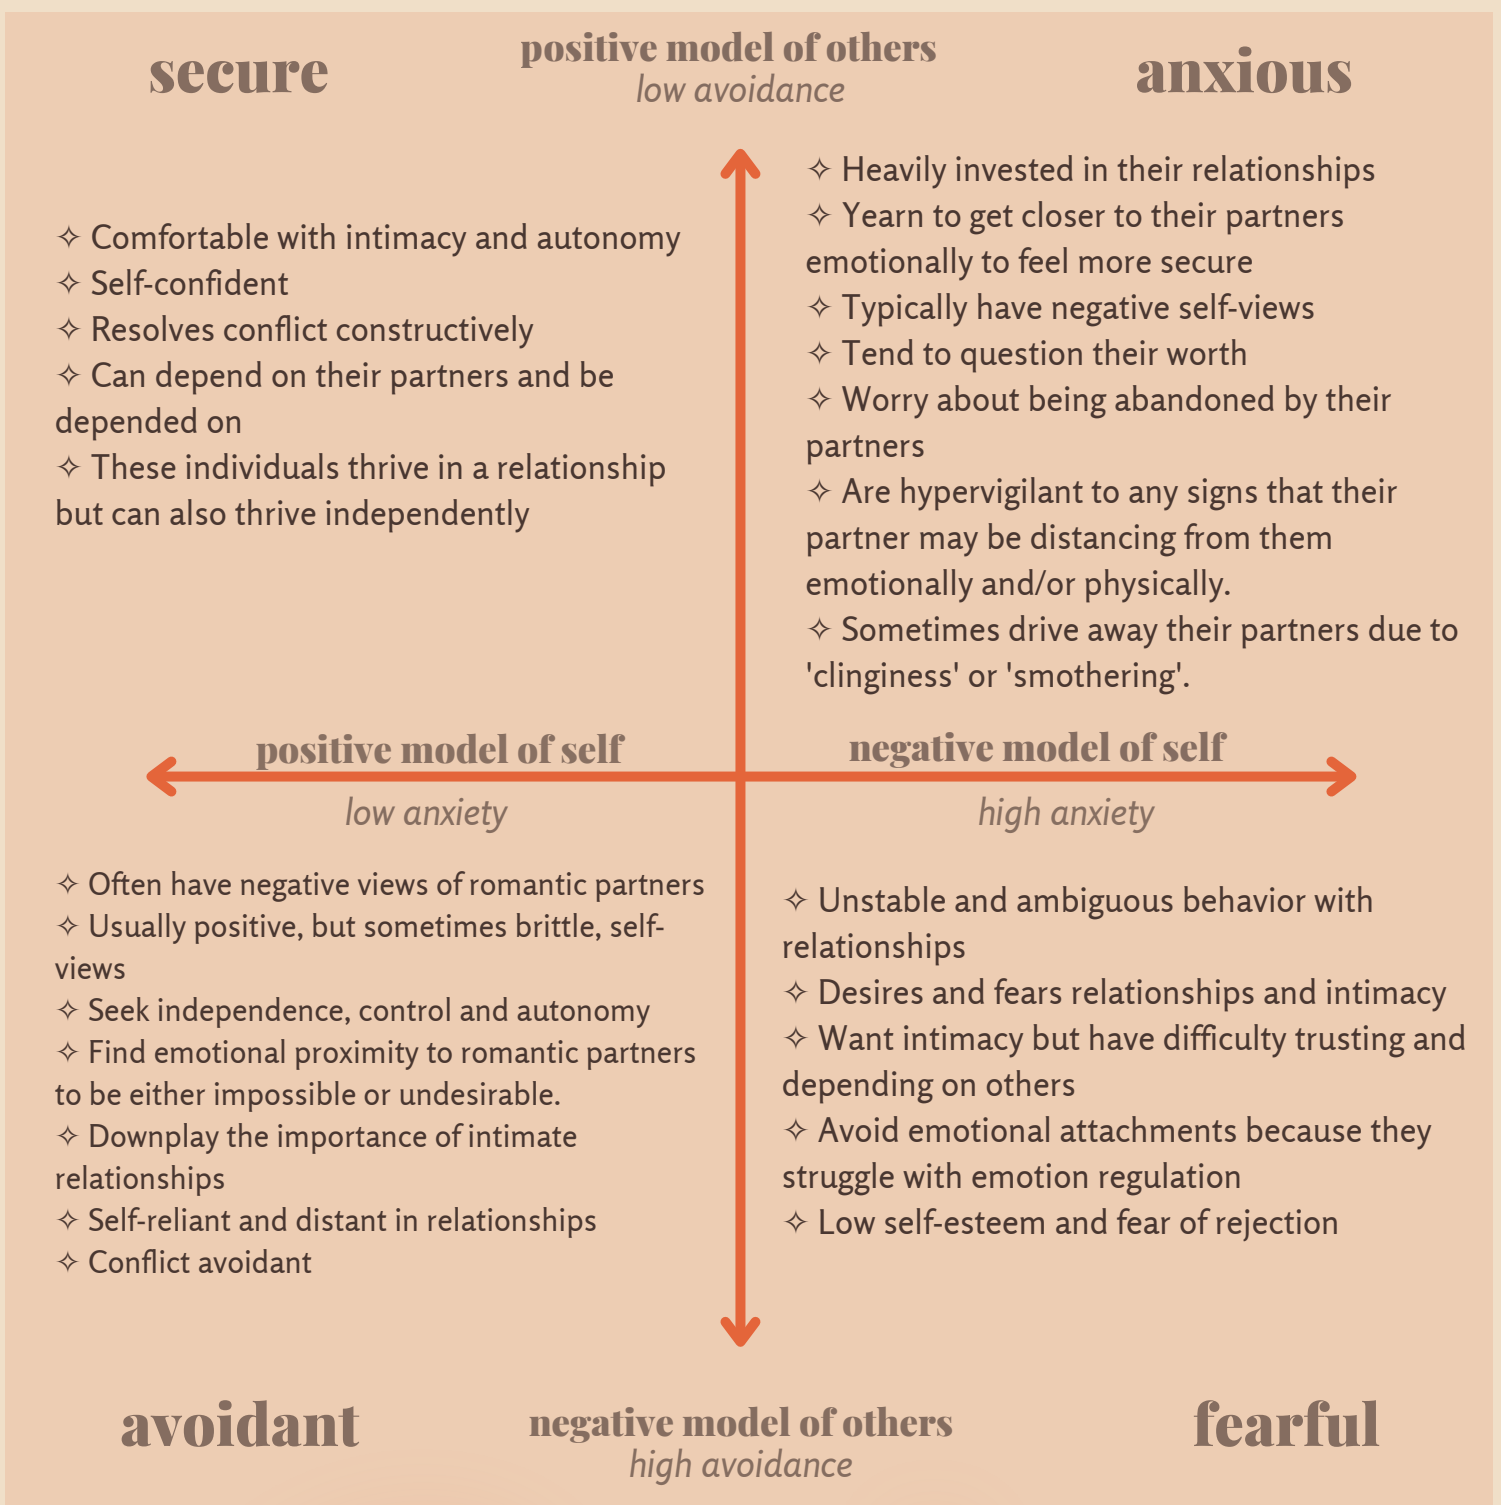 secure
positive model of others
low avoidance
anxious
✧ Comfortable with intimacy and autonomy
✧ Self-confident
✧ Resolves conflict constructively
✧ Can depend on their partners and be
depended on
✧ These individuals thrive in a relationship
but can also thrive independently
✧ Heavily invested in their relationships
✧ Yearn to get closer to their partners
emotionally to feel more secure
✧ Typically have negative self-views
✧ Tend to question their worth
✧ Worry about being abandoned by their
partners
✧ Are hypervigilant to any signs that their
partner may be distancing from them
emotionally and/or physically.
✧ Sometimes drive away their partners due to
'clinginess' or 'smothering'.
positive model of self
low anxiety
negative model of self
high anxiety
✧ Often have negative views of romantic partners
✧ Usually positive, but sometimes brittle, self-
views
✧ Seek independence, control and autonomy
✧ Find emotional proximity to romantic partners
to be either impossible or undesirable.
✧ Downplay the importance of intimate
relationships
✧ Self-reliant and distant in relationships
✧ Conflict avoidant
✧ Unstable and ambiguous behavior with
relationships
✧ Desires and fears relationships and intimacy
✧ Want intimacy but have difficulty trusting and
depending on others
✧ Avoid emotional attachments because they
struggle with emotion regulation
✧ Low self-esteem and fear of rejection
avoidant
negative model of others
high avoidance
fearful